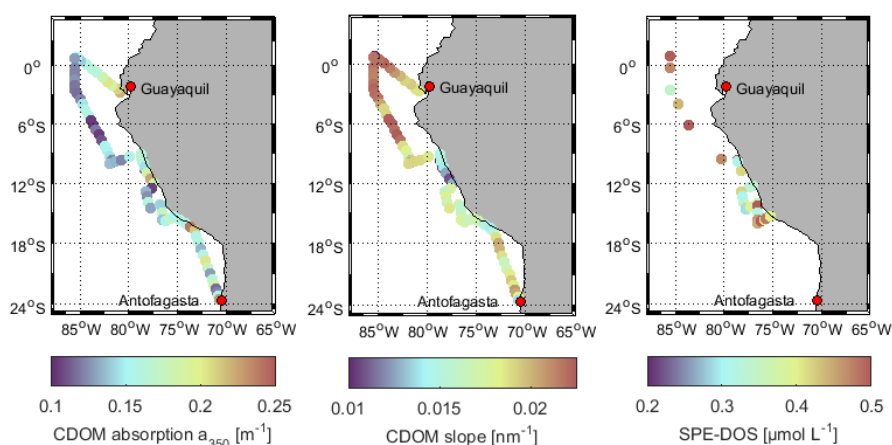 0°
6°S
12°S
18°S
24°S
85°W 80°W 75°W 70°W 65°W
Guayaquil
Antofagasta
0.1 0.15 0.2 0.25
CDOM absorption a350 [m-1]
0°
6°S
12°S
18°S
24°S
85°W 80°W 75°W 70°W 65°W
Guayaquil
Antofagasta
0.01 0.015 0.02
CDOM slope [nm-1]
0°
6°S
12°S
18°S
24°S
85°W 80°W 75°W 70°W 65°W
Guayaquil
Antofagasta
0.2 0.3 0.4 0.5
SPE-DOS [µmol L-1]